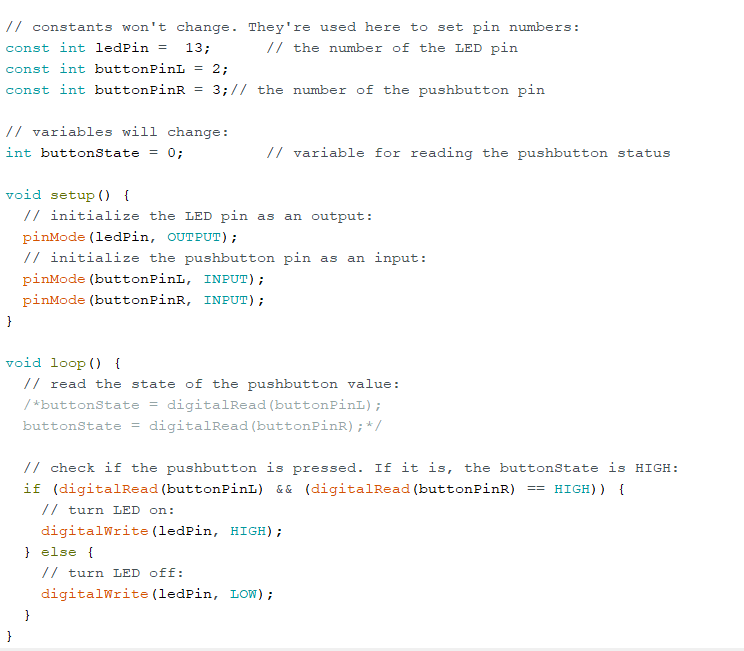 // constants won't change. They're used here to set pin numbers:
const int ledPin =  13;      // the number of the LED pin
const int buttonPinL = 2;
const int buttonPinR = 3;// the number of the pushbutton pin

// variables will change:
int buttonState = 0;         // variable for reading the pushbutton status

void setup() {
  // initialize the LED pin as an output:
  pinMode(ledPin, OUTPUT);
  // initialize the pushbutton pin as an input:
  pinMode(buttonPinL, INPUT);
  pinMode(buttonPinR, INPUT);
}

void loop() {
  // read the state of the pushbutton value:
  /*buttonState = digitalRead(buttonPinL);
  buttonState = digitalRead(buttonPinR);*/

  // check if the pushbutton is pressed. If it is, the buttonState is HIGH:
  if (digitalRead(buttonPinL) && (digitalRead(buttonPinR) == HIGH)) {
    // turn LED on:
    digitalWrite(ledPin, HIGH);
  } else {
    // turn LED off:
    digitalWrite(ledPin, LOW);
  }
}